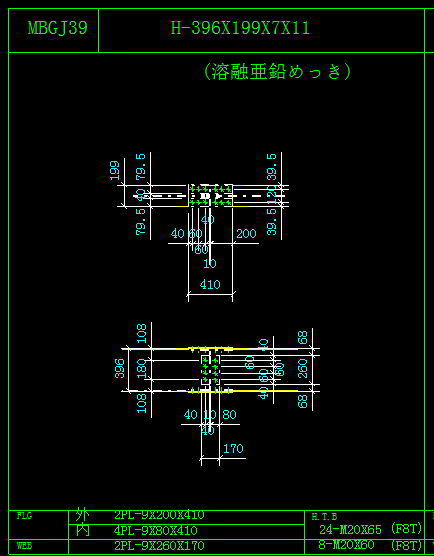 MBGJ39 H-396X199X7X11
(溶融亜鉛めっき)
199 79.5 40 79.5
39.5 120 39.5
40
40 60 200
60
10
410
108 396 180 108
40 60 60 60 40
68 260 68
40 10 80
40
170
FLG 外 2PL-9X200X410 H.T.B
内 4PL-9X80X410 24-M20X65 (F8T)
WEB 2PL-9X260X170 8-M20X60 (F8T)